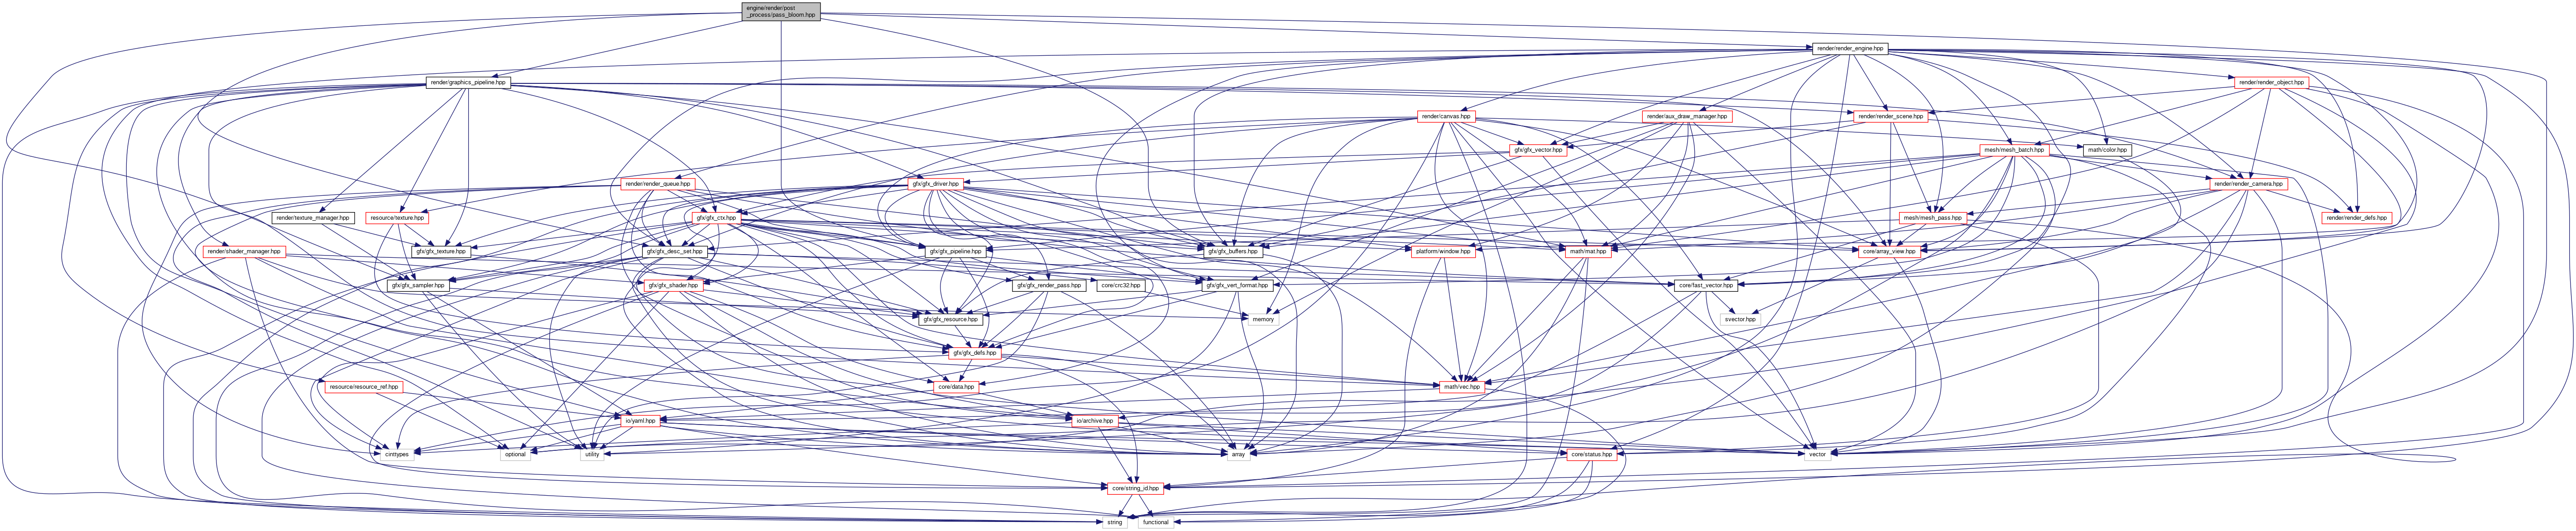 engine/render/post
_process/pass_bloom.hpp
render/render_engine.hpp
render/graphics_pipeline.hpp
render/render_object.hpp
render/canvas.hpp
render/aux_draw_manager.hpp
render/render_scene.hpp
gfx/gfx_vector.hpp
mesh/mesh_batch.hpp
math/color.hpp
render/render_queue.hpp
gfx/gfx_driver.hpp
render/render_camera.hpp
render/texture_manager.hpp
resource/texture.hpp
gfx/gfx_ctx.hpp
mesh/mesh_pass.hpp
render/render_defs.hpp
render/shader_manager.hpp
gfx/gfx_texture.hpp
gfx/gfx_desc_set.hpp
gfx/gfx_pipeline.hpp
gfx/gfx_buffers.hpp
platform/window.hpp
math/mat.hpp
core/array_view.hpp
gfx/gfx_sampler.hpp
gfx/gfx_shader.hpp
core/crc32.hpp
gfx/gfx_render_pass.hpp
gfx/gfx_vert_format.hpp
core/fast_vector.hpp
gfx/gfx_resource.hpp
memory
svector.hpp
gfx/gfx_defs.hpp
resource/resource_ref.hpp
core/data.hpp
math/vec.hpp
io/yaml.hpp
io/archive.hpp
cinttypes
optional
utility
array
core/status.hpp
vector
core/string_id.hpp
string
functional